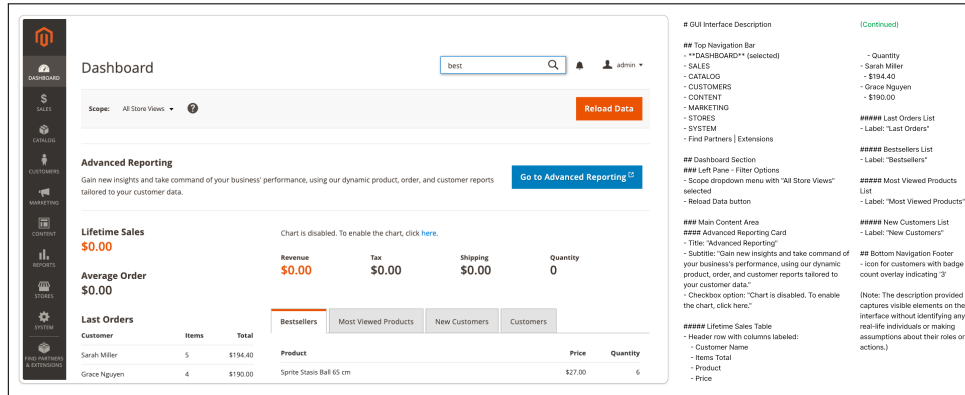 Dashboard
best
admin
DASHBOARD
SALES
CATALOG
CUSTOMERS
MARKETING
CONTENT
REPORTS
STORES
SYSTEM
FIND PARTNERS
& EXTENSIONS
Scope: All Store Views
?
Reload Data
Advanced Reporting
Gain new insights and take command of your business' performance, using our dynamic product, order, and customer reports
tailored to your customer data.
Go to Advanced Reporting
Lifetime Sales
$0.00
Average Order
$0.00
Last Orders
Customer Items Total
Sarah Miller 5 $194.40
Grace Nguyen 4 $190.00
Chart is disabled. To enable the chart, click here.
Revenue Tax Shipping Quantity
$0.00 $0.00 $0.00 0
Bestsellers Most Viewed Products New Customers Customers
Product Price Quantity
Sprite Stasis Ball 65 cm $27.00 6
# GUI Interface Description
## Top Navigation Bar
- **DASHBOARD** (selected)
- SALES
- CATALOG
- CUSTOMERS
- CONTENT
- MARKETING
- STORES
- SYSTEM
- Find Partners | Extensions
## Dashboard Section
### Left Pane - Filter Options
- Scope dropdown menu with "All Store Views"
selected
- Reload Data button
### Main Content Area
#### Advanced Reporting Card
- Title: "Advanced Reporting"
- Subtitle: "Gain new insights and take command of
your business's performance, using our dynamic
product, order, and customer reports tailored to
your customer data."
- Checkbox option: "Chart is disabled. To enable
the chart, click here."
##### Lifetime Sales Table
- Header row with columns labeled:
- Customer Name
- Items Total
- Product
- Price
(Continued)
- Quantity
- Sarah Miller
- $194.40
- Grace Nguyen
- $190.00
##### Last Orders List
- Label: "Last Orders"
##### Bestsellers List
- Label: "Bestsellers"
##### Most Viewed Products
List
- Label: "Most Viewed Products"
##### New Customers List
- Label: "New Customers"
## Bottom Navigation Footer
- icon for customers with badge
count overlay indicating '3'
(Note: The description provided
captures visible elements on the
interface without identifying any
real-life individuals or making
assumptions about their roles or
actions.)